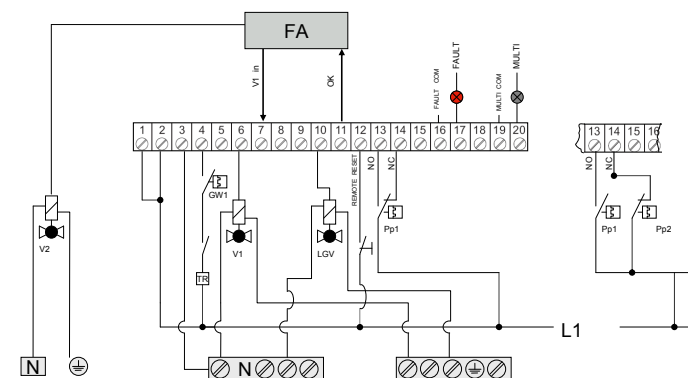 FA
V1 in
OK
FAULT COM
FAULT
MULTI COM
MULTI
1 2 3 4 5 6 7 8 9 10 11 12 13 14 15 16 17 18 19 20
13 14 15 16
REMOTE RESET
NO
NC
NO
NC
GW1
V2
V1
LGV
Pp1
Pp1
Pp2
TR
L1
N
N